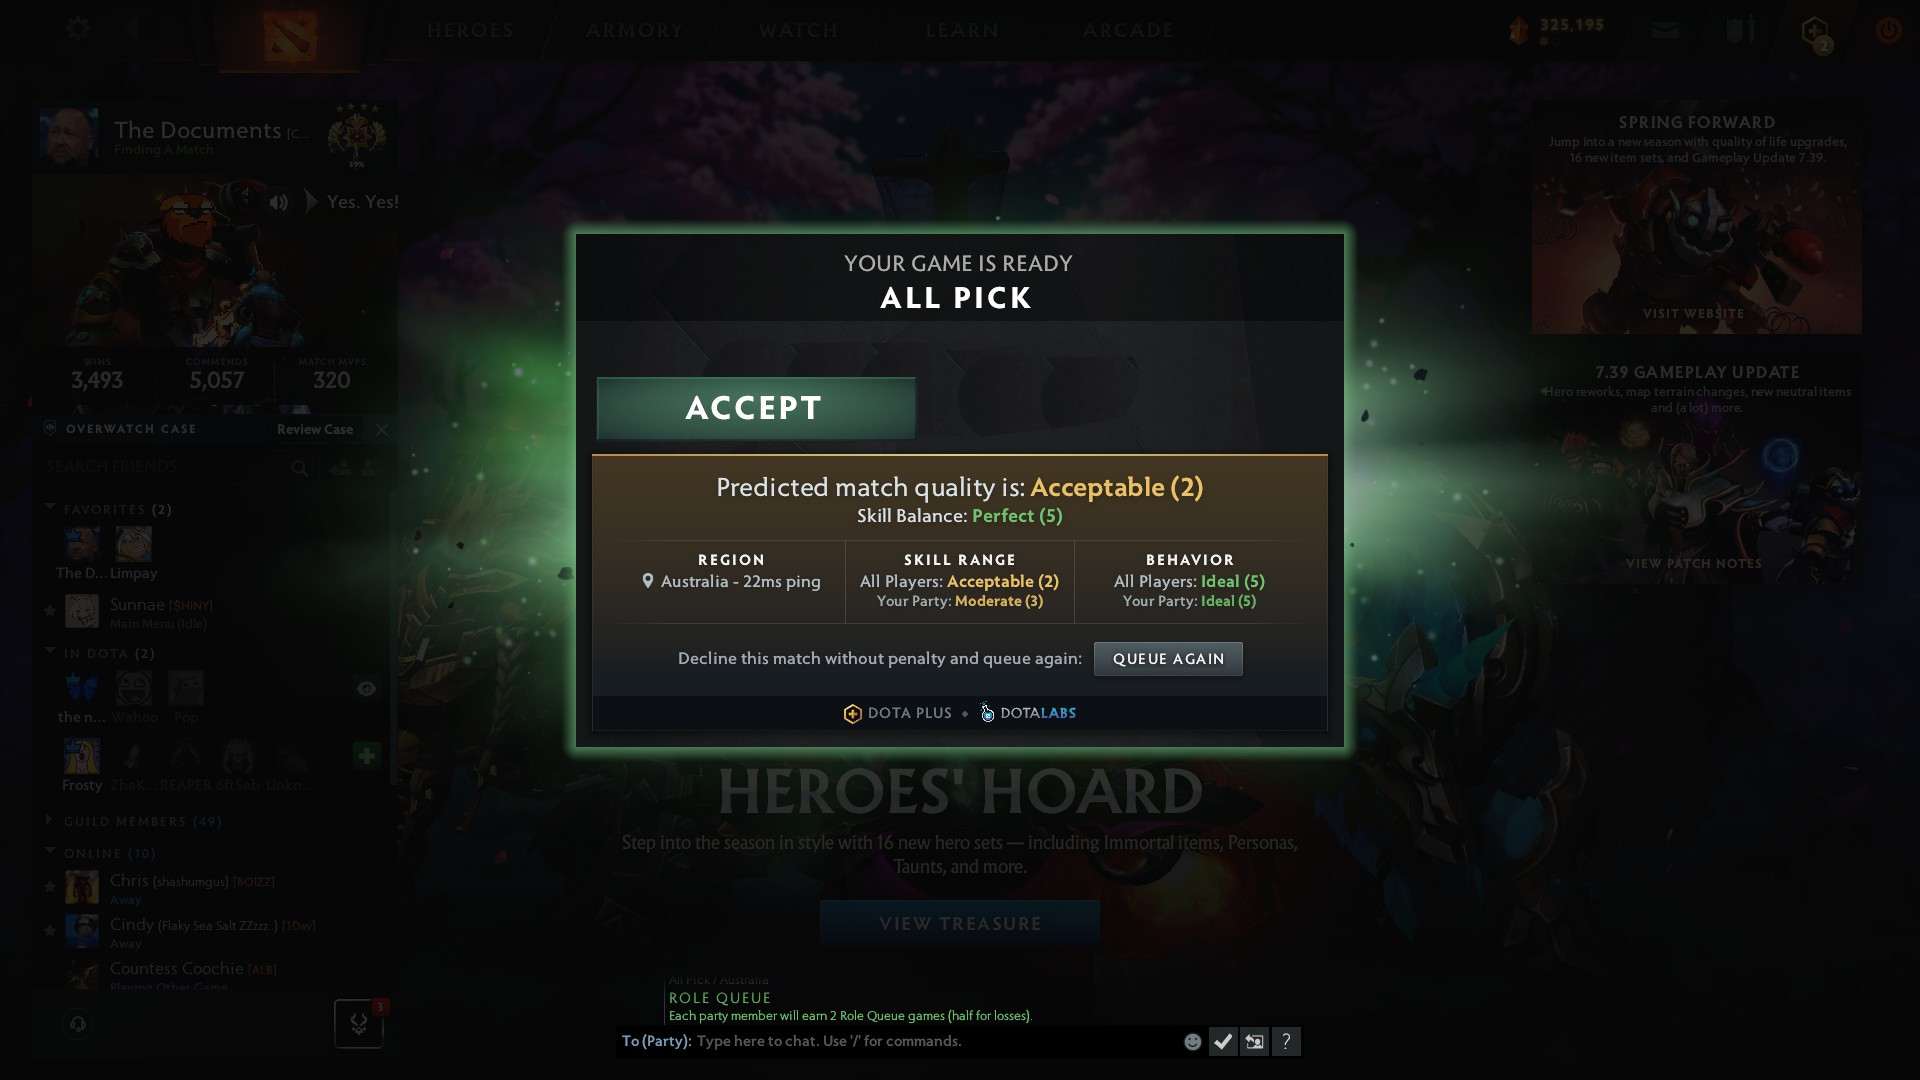 HEROES
ARMORY
WATCH
LEARN
ARCADE
325,195
2
The Documents [C...
Finding A Match
19%
Yes. Yes!
WINS
3,493
COMMENDS
5,057
MATCH MVPS
320
OVERWATCH CASE
Review Case
SEARCH FRIENDS
FAVORITES (2)
The D... Limpay
Sunnae [$HINY]
Main Menu (Idle)
IN DOTA (2)
the n... Wahoo Pop
Frosty ZhaK... REAPER 6ftSeb Unkn...
GUILD MEMBERS (49)
ONLINE (10)
Chris (shashumgus) [BOIZZ]
Away
Cindy (Flaky Sea Salt ZZzzz..) [1Day]
Away
Countess Coochie [ALB]
Playing Other Game
3
YOUR GAME IS READY
ALL PICK
ACCEPT
Predicted match quality is: Acceptable (2)
Skill Balance: Perfect (5)
REGION
Australia - 22ms ping
SKILL RANGE
All Players: Acceptable (2)
Your Party: Moderate (3)
BEHAVIOR
All Players: Ideal (5)
Your Party: Ideal (5)
Decline this match without penalty and queue again:
QUEUE AGAIN
DOTA PLUS ◆ DOTALABS
HEROES' HOARD
Step into the season in style with 16 new hero sets — including Immortal items, Personas,
Taunts, and more.
VIEW TREASURE
All Pick / Australia
ROLE QUEUE
Each party member will earn 2 Role Queue games (half for losses).
To (Party): Type here to chat. Use '/' for commands.
?
SPRING FORWARD
Jump into a new season with quality of life upgrades,
16 new item sets, and Gameplay Update 7.39.
VISIT WEBSITE
7.39 GAMEPLAY UPDATE
Hero reworks, map terrain changes, new neutral items
and (a lot) more.
VIEW PATCH NOTES